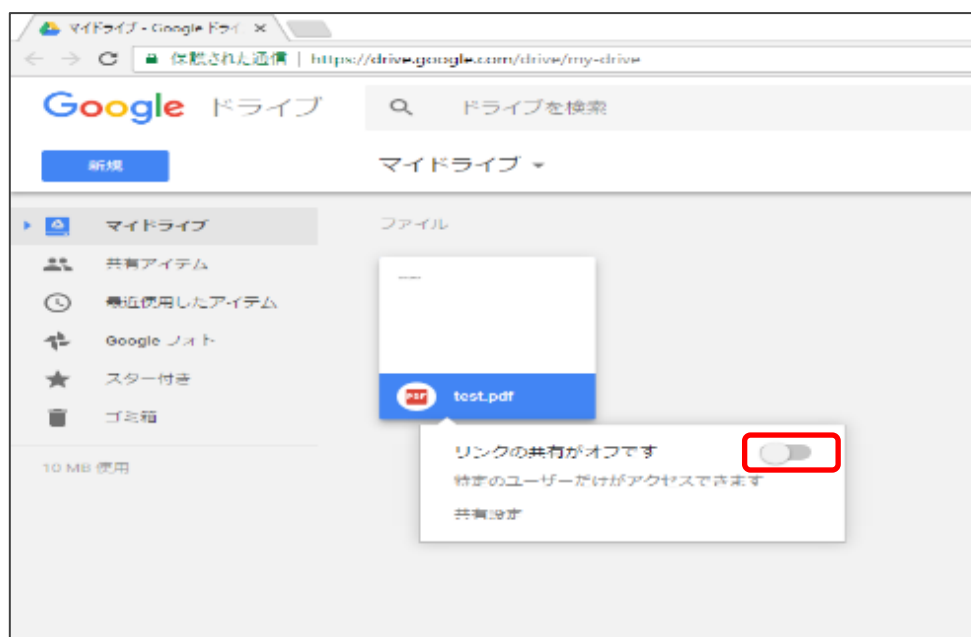 マイドライブ - Google ドライ
保護された通信 | https://drive.google.com/drive/my-drive
Google ドライブ
ドライブを検索
新規
マイドライブ
マイドライブ
ファイル
共有アイテム
最近使用したアイテム
Google フォト
スター付き
ゴミ箱
10 MB 使用
PDF
test.pdf
リンクの共有がオフです
特定のユーザーだけがアクセスできます
共有設定